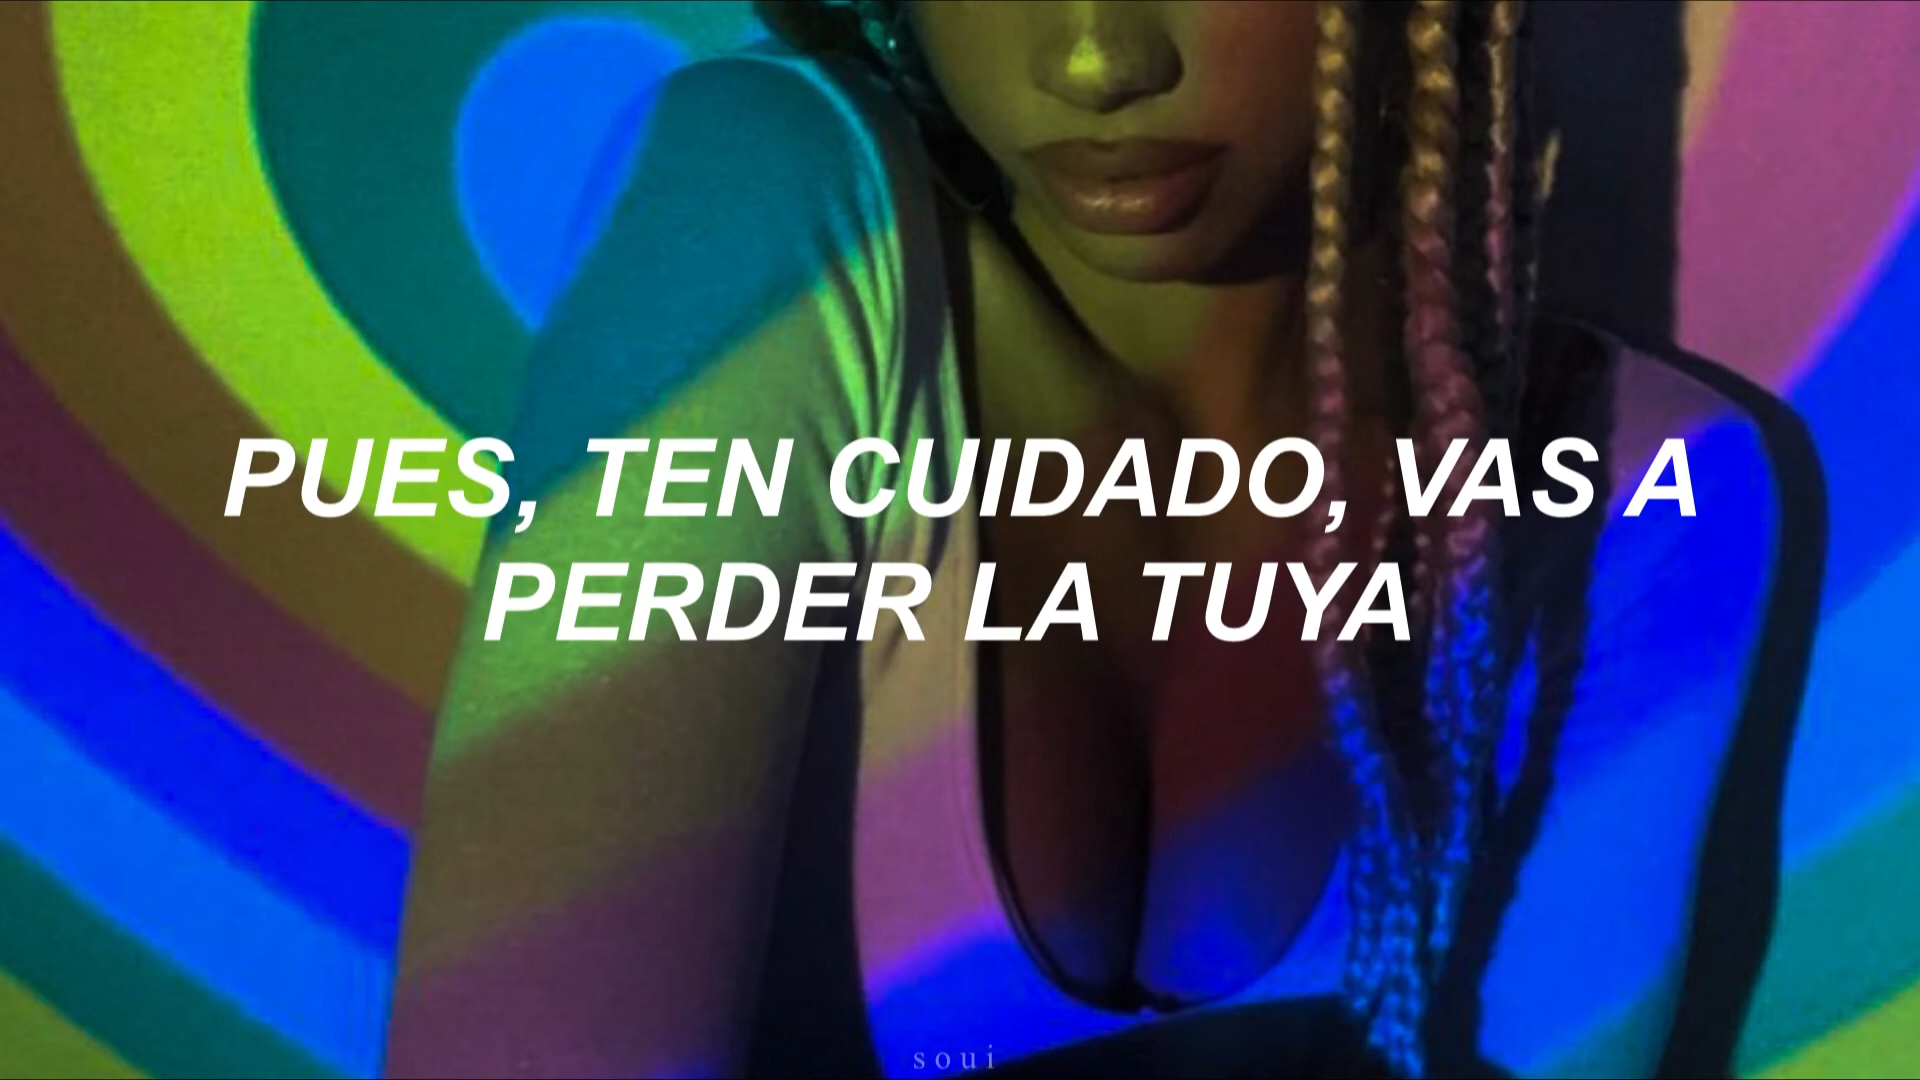 PUES, TEN CUIDADO, VAS A
PERDER LA TUYA
soui